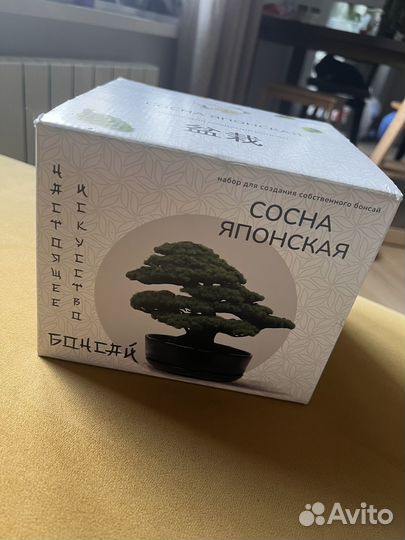 СОСНА ЯПОНСКАЯ
盆栽
набор для создания собственного бонсай
СОСНА
ЯПОНСКАЯ
НАСТОЯЩЕЕ
ИСКУССТВО
БОНСАЙ
Avito